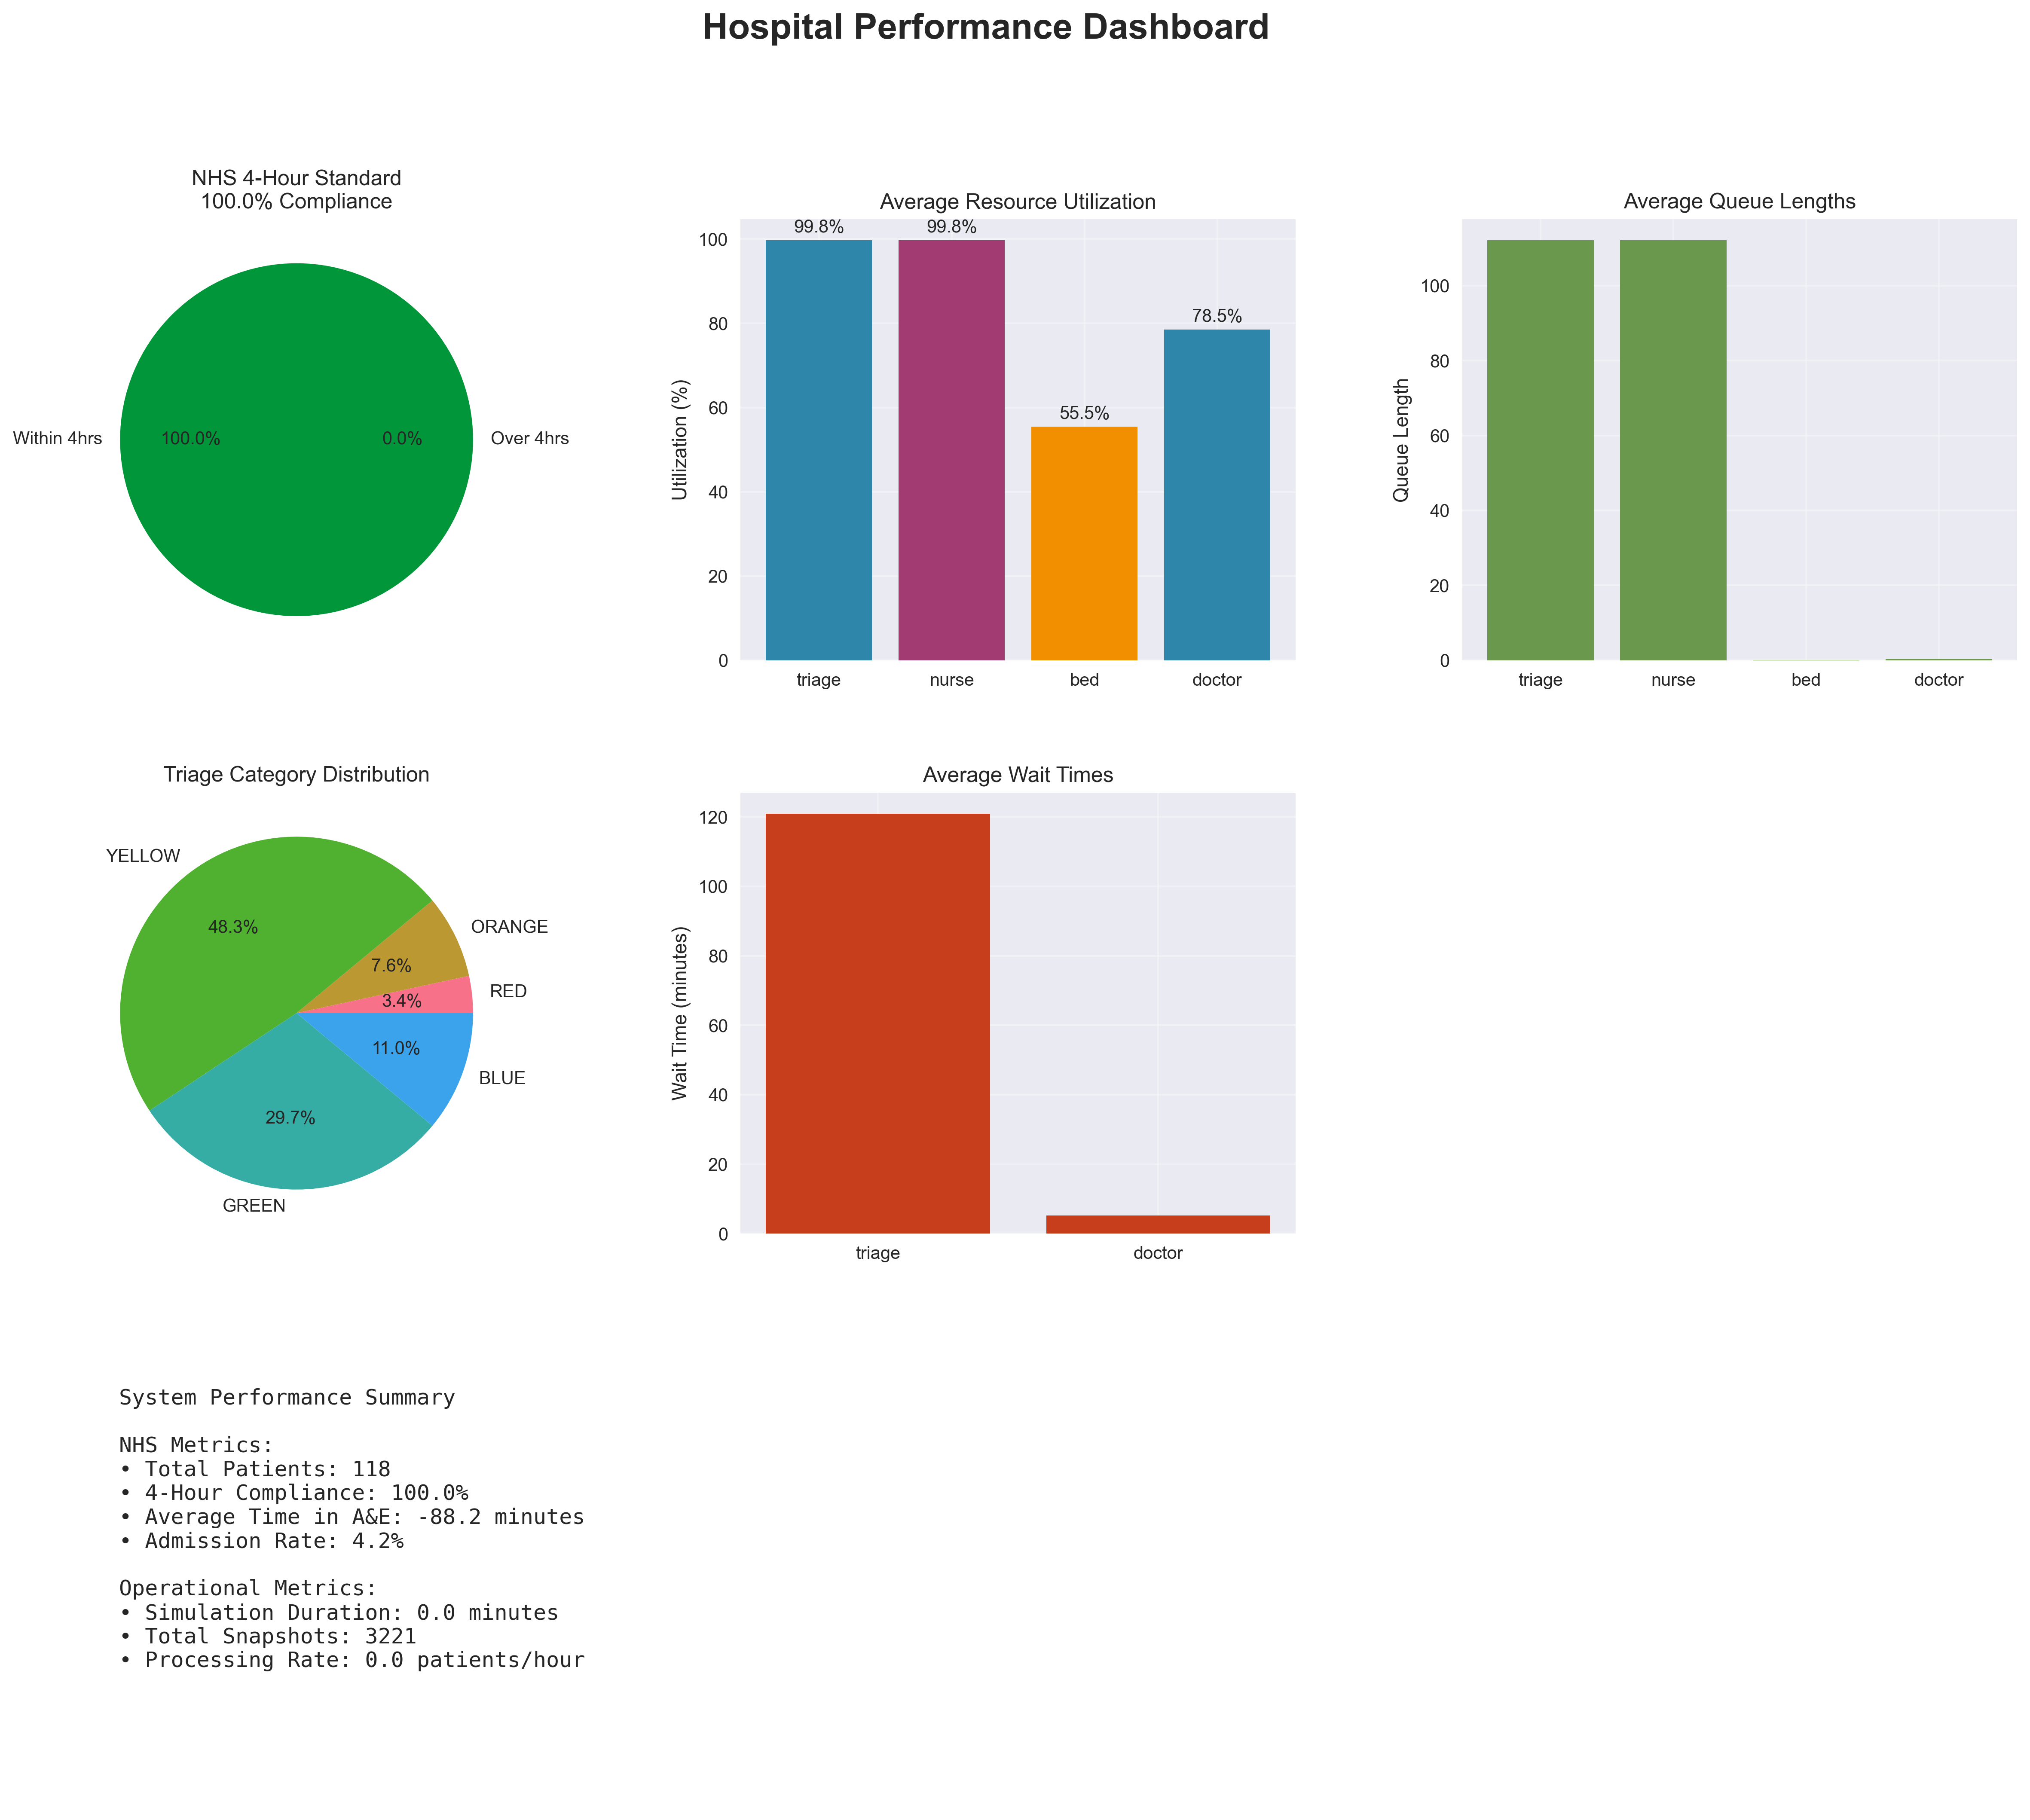 Hospital Performance Dashboard
NHS 4-Hour Standard
100.0% Compliance
Within 4hrs
100.0%
0.0%
Over 4hrs
Average Resource Utilization
Utilization (%)
100
80
60
40
20
0
99.8%
99.8%
55.5%
78.5%
triage
nurse
bed
doctor
Average Queue Lengths
Queue Length
100
80
60
40
20
0
triage
nurse
bed
doctor
Triage Category Distribution
YELLOW
48.3%
ORANGE
7.6%
RED
3.4%
11.0%
BLUE
29.7%
GREEN
Average Wait Times
Wait Time (minutes)
120
100
80
60
40
20
0
triage
doctor
System Performance Summary
NHS Metrics:
• Total Patients: 118
• 4-Hour Compliance: 100.0%
• Average Time in A&E: -88.2 minutes
• Admission Rate: 4.2%
Operational Metrics:
• Simulation Duration: 0.0 minutes
• Total Snapshots: 3221
• Processing Rate: 0.0 patients/hour